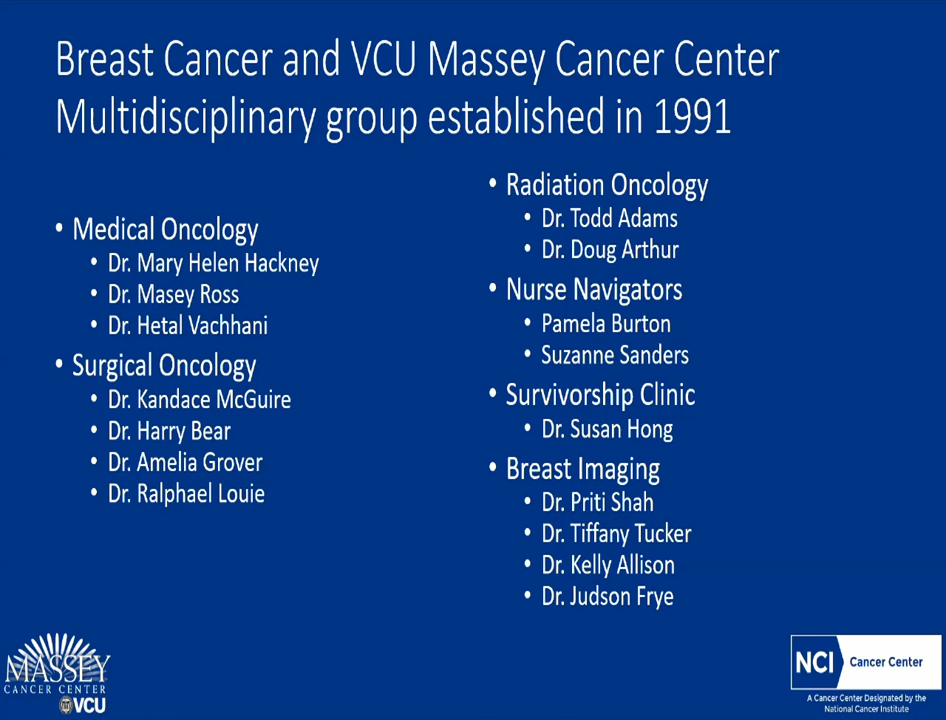 Breast Cancer and VCU Massey Cancer Center
Multidisciplinary group established in 1991
• Medical Oncology
• Dr. Mary Helen Hackney
• Dr. Masey Ross
• Dr. Hetal Vachhani
• Surgical Oncology
• Dr. Kandace McGuire
• Dr. Harry Bear
• Dr. Amelia Grover
• Dr. Ralphael Louie
• Radiation Oncology
• Dr. Todd Adams
• Dr. Doug Arthur
• Nurse Navigators
• Pamela Burton
• Suzanne Sanders
• Survivorship Clinic
• Dr. Susan Hong
• Breast Imaging
• Dr. Priti Shah
• Dr. Tiffany Tucker
• Dr. Kelly Allison
• Dr. Judson Frye
MASSEY
CANCER CENTER
VCU
NCI Cancer Center
A Cancer Center Designated by the
National Cancer Institute